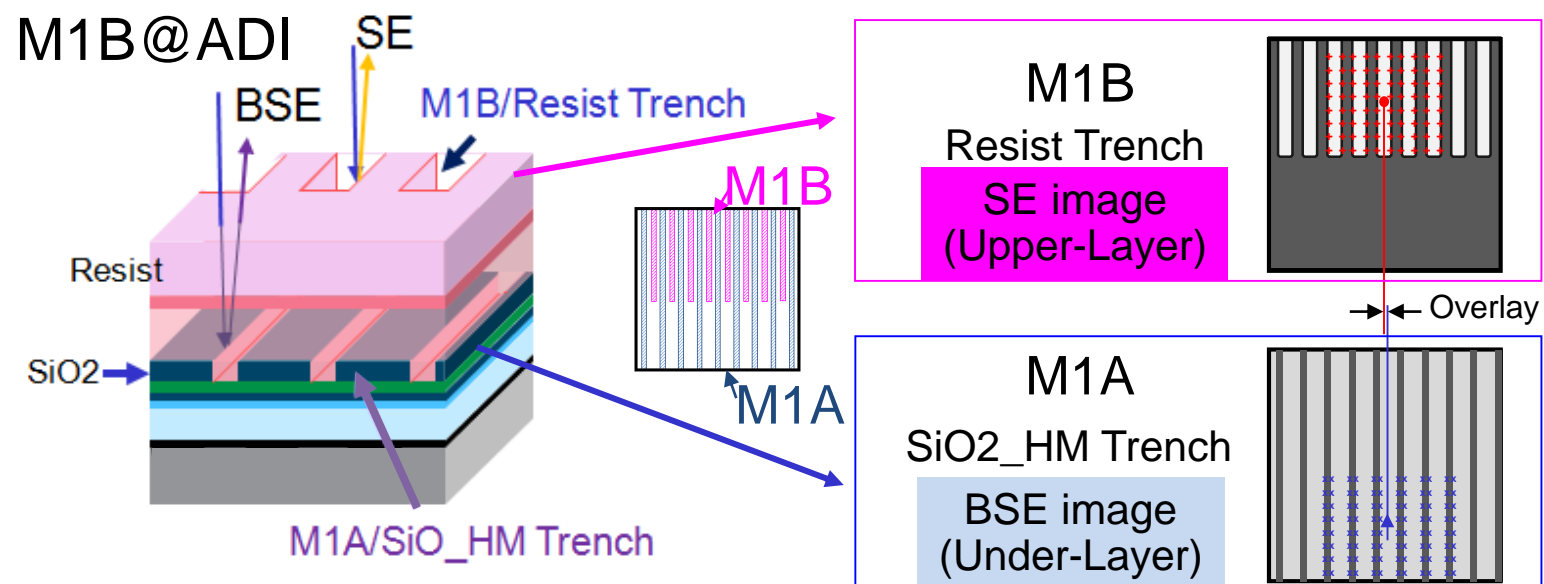 M1B@ADI
SE
BSE
M1B/Resist Trench
Resist
SiO2
M1A/SiO_HM Trench
M1B
M1A
M1B
Resist Trench
SE image
(Upper-Layer)
Overlay
M1A
SiO2_HM Trench
BSE image
(Under-Layer)